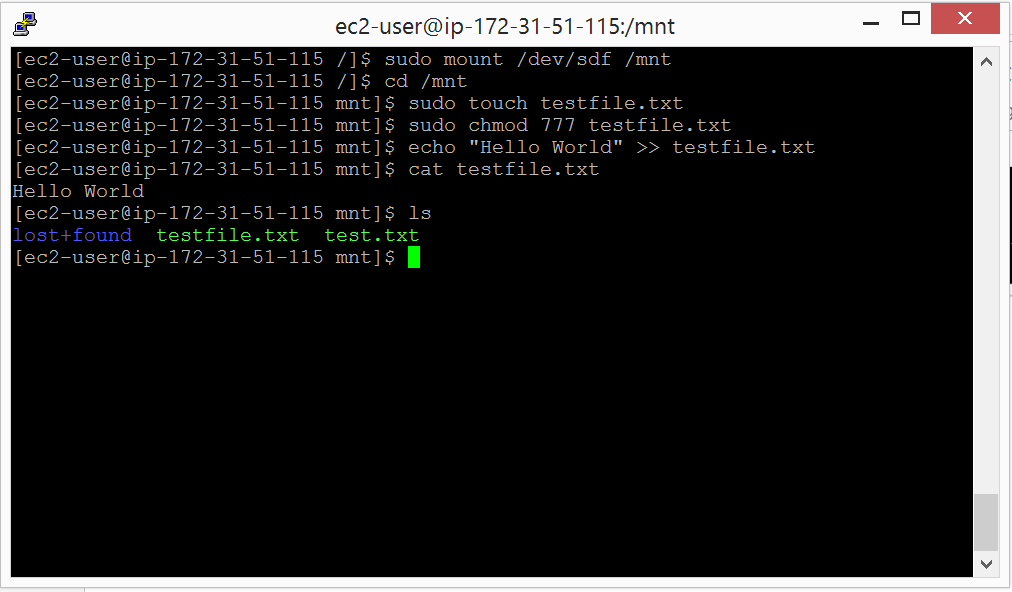 ec2-user@ip-172-31-51-115:/mnt
[ec2-user@ip-172-31-51-115 /]$ sudo mount /dev/sdf /mnt
[ec2-user@ip-172-31-51-115 /]$ cd /mnt
[ec2-user@ip-172-31-51-115 mnt]$ sudo touch testfile.txt
[ec2-user@ip-172-31-51-115 mnt]$ sudo chmod 777 testfile.txt
[ec2-user@ip-172-31-51-115 mnt]$ echo "Hello World" >> testfile.txt
[ec2-user@ip-172-31-51-115 mnt]$ cat testfile.txt
Hello World
[ec2-user@ip-172-31-51-115 mnt]$ ls
lost+found  testfile.txt  test.txt
[ec2-user@ip-172-31-51-115 mnt]$